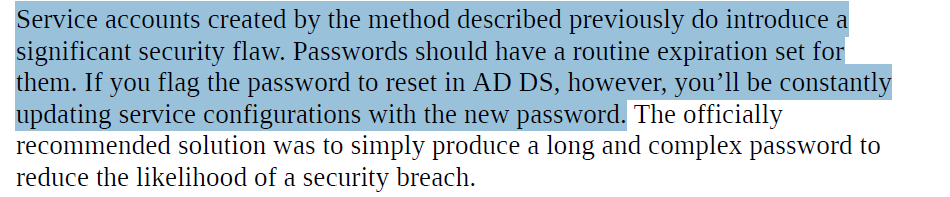 Service accounts created by the method described previously do introduce a
significant security flaw. Passwords should have a routine expiration set for
them. If you flag the password to reset in AD DS, however, you’ll be constantly
updating service configurations with the new password. The officially
recommended solution was to simply produce a long and complex password to
reduce the likelihood of a security breach.